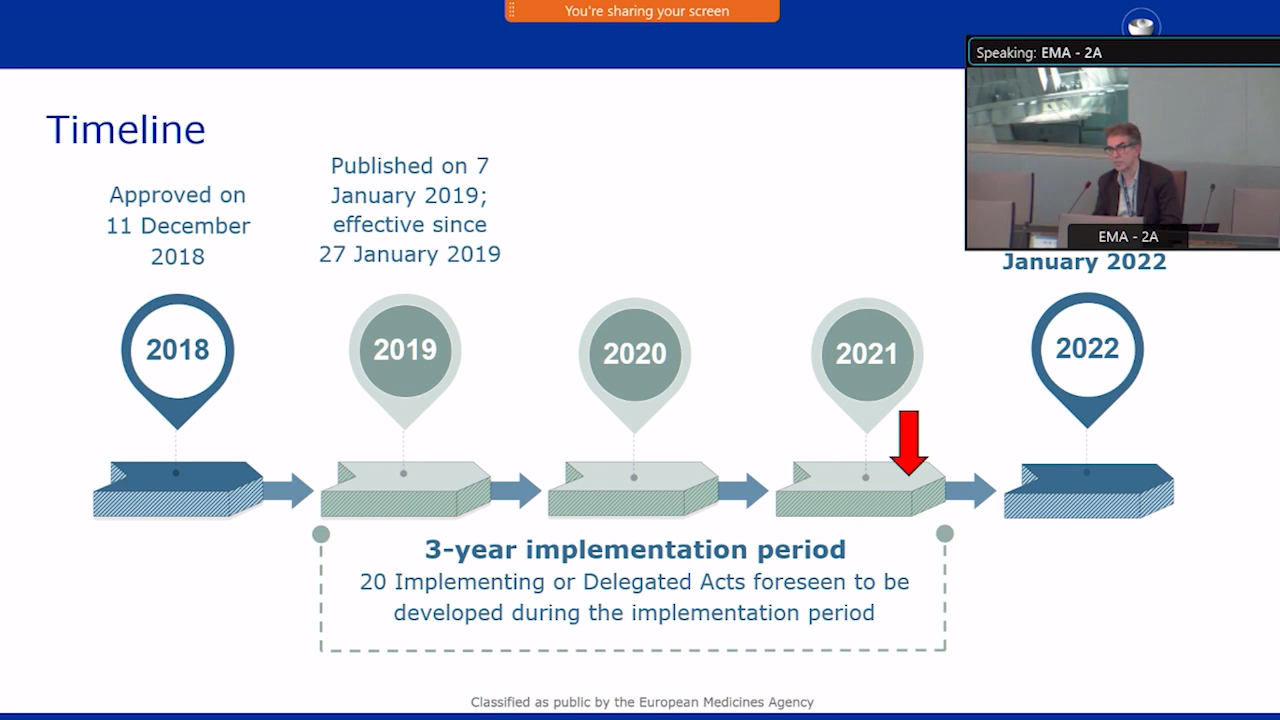 You're sharing your screen
Speaking: EMA - 2A
EMA - 2A
Timeline
Approved on
11 December
2018
Published on 7
January 2019;
effective since
27 January 2019
January 2022
2018
2019
2020
2021
2022
3-year implementation period
20 Implementing or Delegated Acts foreseen to be
developed during the implementation period
Classified as public by the European Medicines Agency